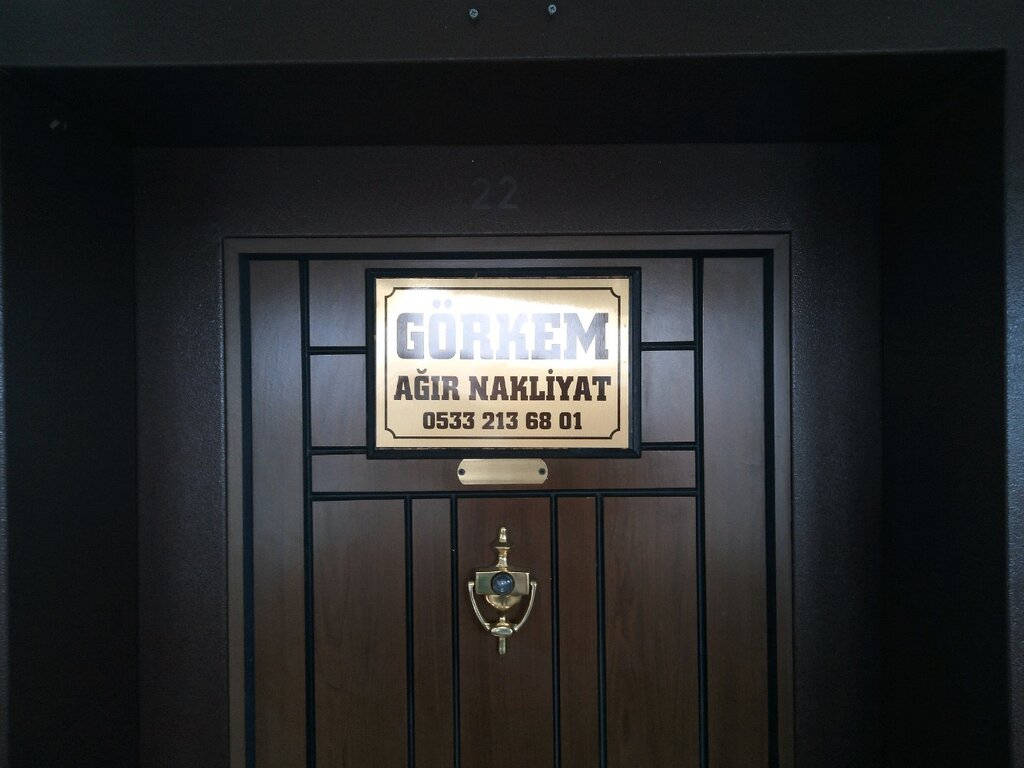 22
GÖRKEM
AĞIR NAKLİYAT
0533 213 68 01